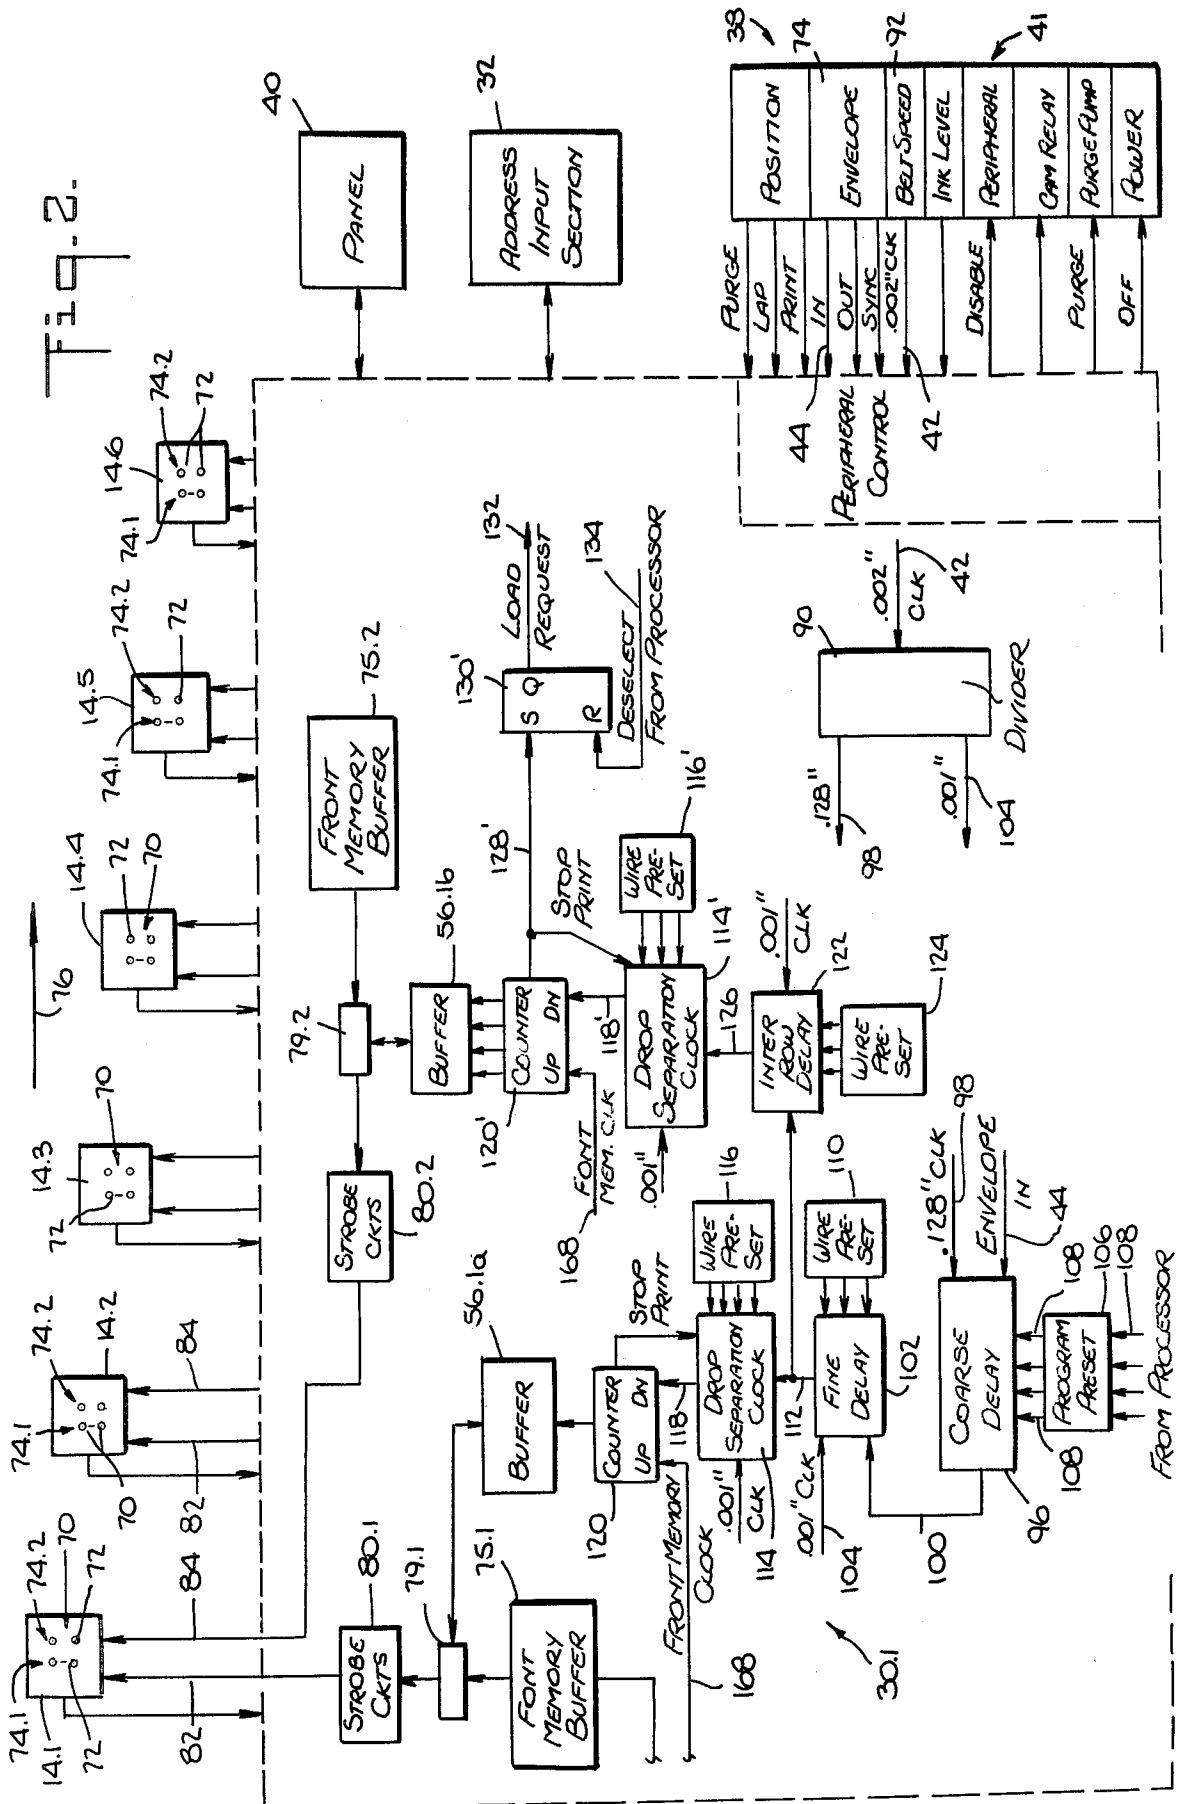 Fig. 2.
74.1
14.1
74.2
70
72
72
82
84
74.1
74.2
14.2
70
70
82
84
14.3
72
70
76
14.4
72
70
14.5
74.1
74.2
72
14.6
74.1
74.2
72
PANEL
40
ADDRESS
INPUT
SECTION
32
STROBE
CKTS
80.1
79.1
FONT
MEMORY
BUFFER
75.1
BUFFER
56.1a
STROBE
CKTS
80.2
79.2
FRONT
MEMORY
BUFFER
75.2
BUFFER
56.1b
COUNTER
UP DN
120
FRONT MEMORY
CLOCK
168
118
STOP
PRINT
DROP
SEPARATION
CLOCK
.001"
CLK
114
WIRE
PRE-
SET
116
112
FINE
DELAY
102
.001" CLK
104
WIRE
PRE-
SET
110
100
COARSE
DELAY
96
.128" CLK
98
ENVELOPE
IN
44
108
108
PROGRAM
PRESET
106
108
FROM PROCESSOR
30.1
COUNTER
UP DN
120'
FONT
MEM. CLK
168
118'
128'
STOP
PRINT
DROP
SEPARATION
CLOCK
114'
.001"
WIRE
PRE-
SET
116'
126
INTER
ROW
DELAY
122
.001"
CLK
WIRE
PRE-
SET
124
S Q
R
130'
LOAD
REQUEST
132
DESELECT
FROM PROCESSOR
134
90
DIVIDER
.002"
CLK
42
.128"
98
.001"
104
PERIPHERAL
CONTROL
44
42
PURGE
LAP
PRINT
IN
OUT
SYNC
.002" CLK
DISABLE
PURGE
OFF
38
74
92
41
POSITION
ENVELOPE
BELT SPEED
INK LEVEL
PERIPHERAL
CAM RELAY
PURGE PUMP
POWER